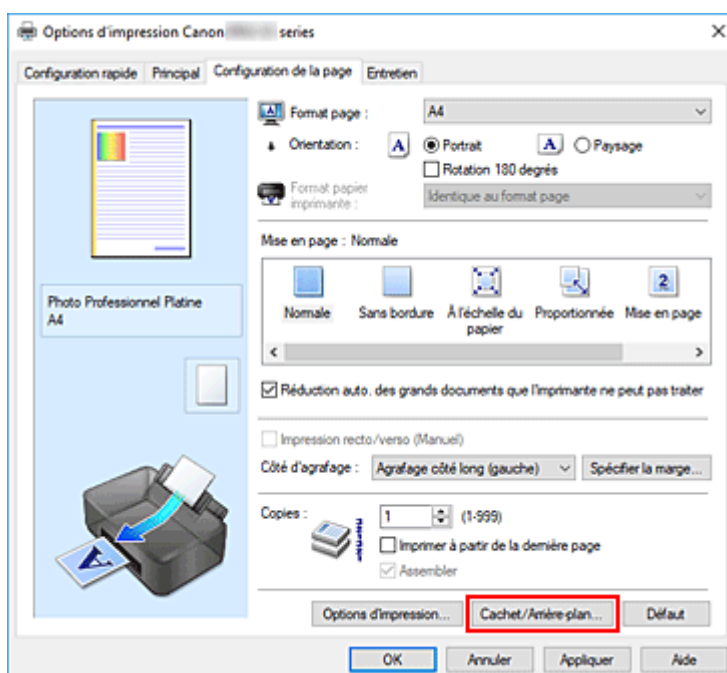 Options d'impression Canon series
Configuration rapide Principal Configuration de la page Entretien
Format page : A4
Orientation : A Portrait A Paysage
Rotation 180 degrés
Format papier
imprimante : Identique au format page
Mise en page : Normale
Normale Sans bordure À l'échelle du
papier Proportionnée 2 Mise en page
Photo Professionnel Platine
A4
Réduction auto. des grands documents que l'imprimante ne peut pas traiter
Impression recto/verso (Manuel)
Côté d'agrafage : Agrafage côté long (gauche) Spécifier la marge...
Copies : 1 (1-999)
Imprimer à partir de la dernière page
Assembler
A
Options d'impression... Cachet/Arrière-plan... Défaut
OK Annuler Appliquer Aide